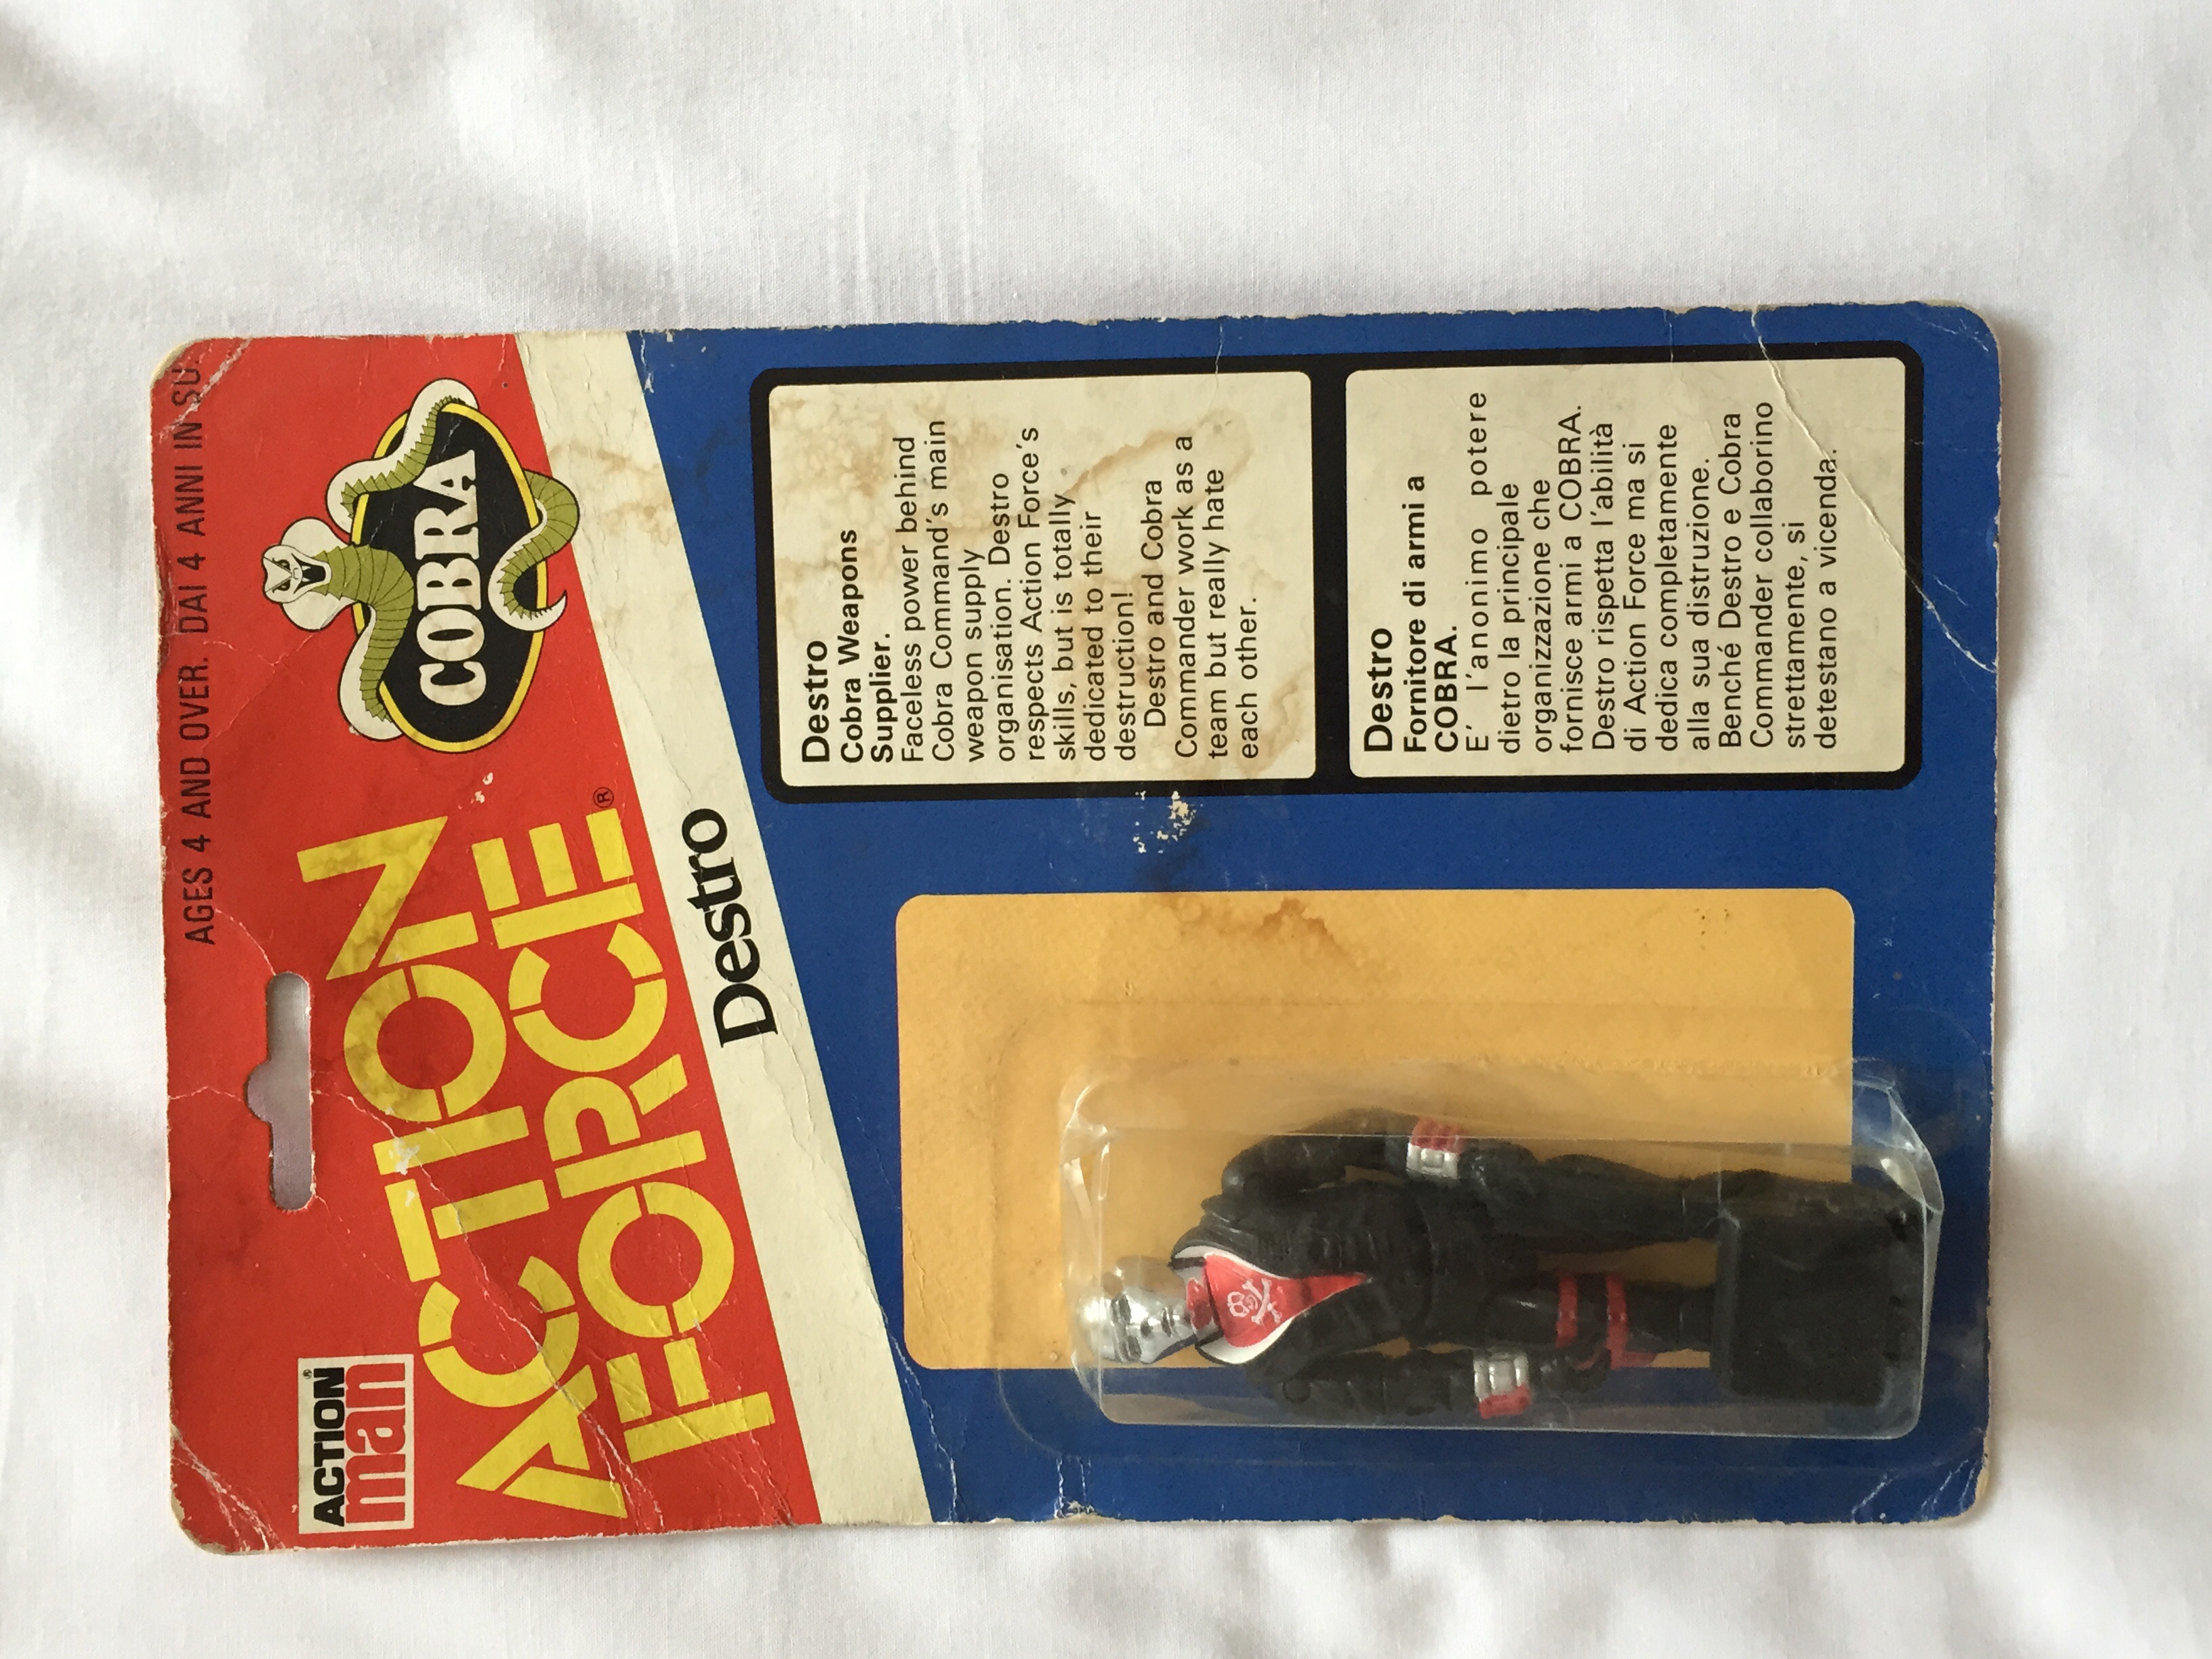 AGES 4 AND OVER. DAI 4 ANNI IN SU.
ACTION
man®
ACTION
FORCE®
COBRA
Destro
Destro
Cobra Weapons
Supplier.
Faceless power behind
Cobra Command's main
weapon supply
organisation. Destro
respects Action Force's
skills, but is totally
dedicated to their
destruction!
Destro and Cobra
Commander work as a
team but really hate
each other.
Destro
Fornitore di armi a
COBRA.
E' l'anonimo potere
dietro la principale
organizzazione che
fornisce armi a COBRA.
Destro rispetta l'abilità
di Action Force ma si
dedica completamente
alla sua distruzione.
Benché Destro e Cobra
Commander collaborino
strettamente, si
detestano a vicenda.